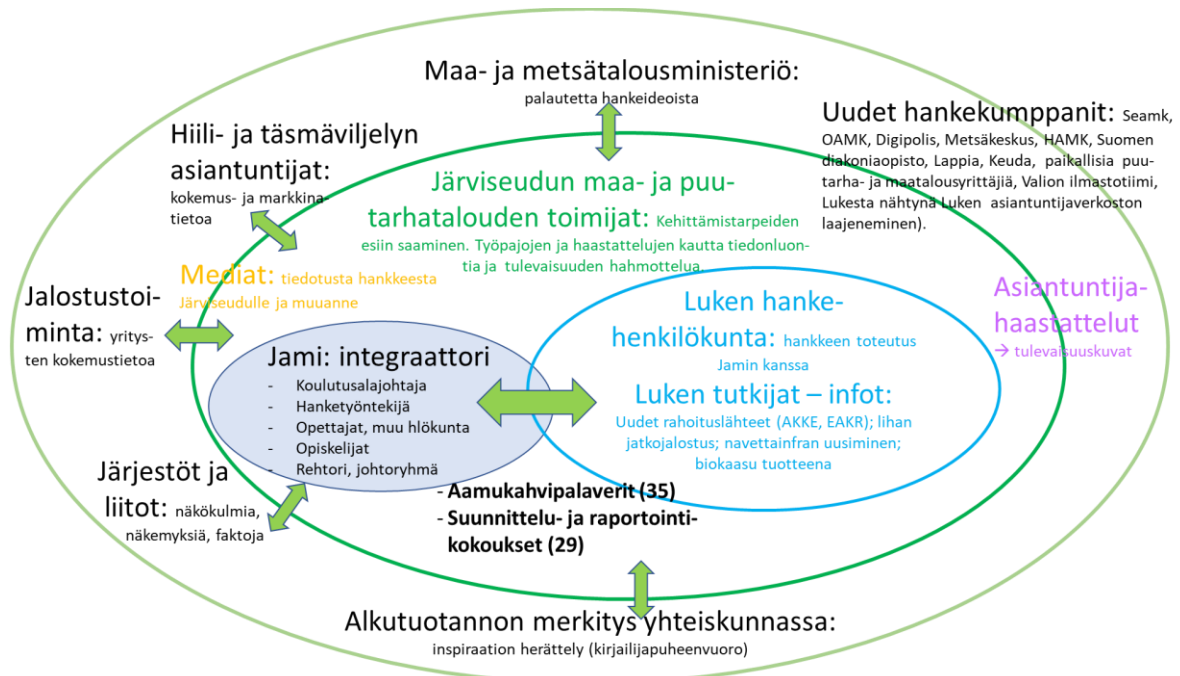 Maa- ja metsätalousministeriö:
palautetta hankeideoista
Uudet hankekumppanit: Seamk,
OAMK, Digipolis, Metsäkeskus, HAMK, Suomen
diakoniaopisto, Lappia, Keuda, paikallisia puu-
tarha- ja maatalousyrittäjiä, Valion ilmastotiimi,
Lukesta nähtynä Luken asiantuntijaverkoston
laajeneminen).
Hiili- ja täsmäviljelyn
asiantuntijat:
kokemus- ja markkina-
tietoa
Järviseudun maa- ja puu-
tarhatalouden toimijat: Kehittämistarpeiden
esiin saaminen. Työpajojen ja haastattelujen kautta tiedonluon-
tia ja tulevaisuuden hahmottelua.
Mediat: tiedotusta hankkeesta
Järviseudulle ja muuanne
Jalostustoi-
minta: yritys-
ten kokemustietoa
Asiantuntija-
haastattelut
→ tulevaisuuskuvat
Jami: integraattori
- Koulutusalajohtaja
- Hanketyöntekijä
- Opettajat, muu hlökunta
- Opiskelijat
- Rehtori, johtoryhmä
Luken hanke-
henkilökunta: hankkeen toteutus
Jamin kanssa
Luken tutkijat – infot:
Uudet rahoituslähteet (AKKE, EAKR); lihan
jatkojalostus; navettainfran uusiminen;
biokaasu tuotteena
Järjestöt ja
liitot: näkökulmia,
näkemyksiä, faktoja
- Aamukahvipalaverit (35)
- Suunnittelu- ja raportointi-
kokoukset (29)
Alkutuotannon merkitys yhteiskunnassa:
inspiraation herättely (kirjailijapuheenvuoro)